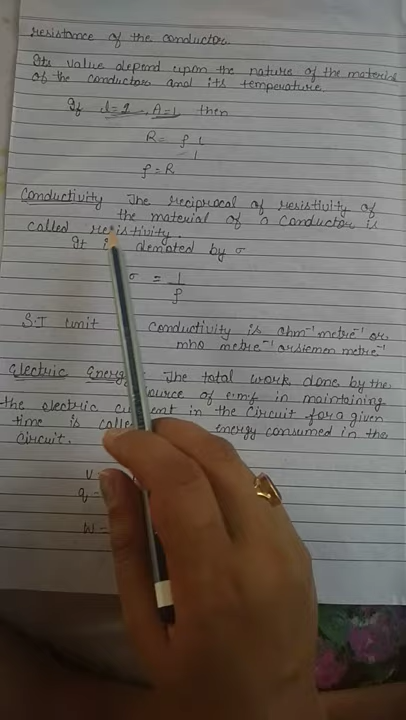 resistance of the conductor.
Its value depend upon the nature of the material
of the conductor and its temperature.
If l=1, A=1 then
R = ρ 1
1
ρ = R
Conductivity The reciprocal of resistivity of
the material of a conductor is
called resistivity.
It is denoted by σ
σ = 1
ρ
S.I unit conductivity is ohm⁻¹ metre⁻¹ or
mho metre⁻¹ or siemen metre⁻¹
Electric Energy: The total work done by the
source of e.m.f in maintaining
the electric current in the circuit for a given
time is called energy consumed in the
circuit.
V
q =
W =